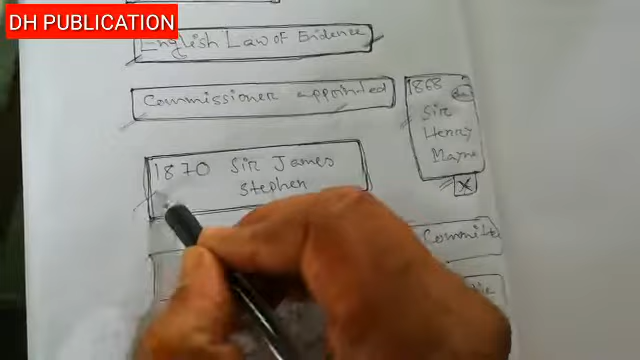 DH PUBLICATION
English Law of Evidence
Commissioner appointed
1868
Sir
Henry
Mayne
X
1870 Sir James
Stephen
Committe